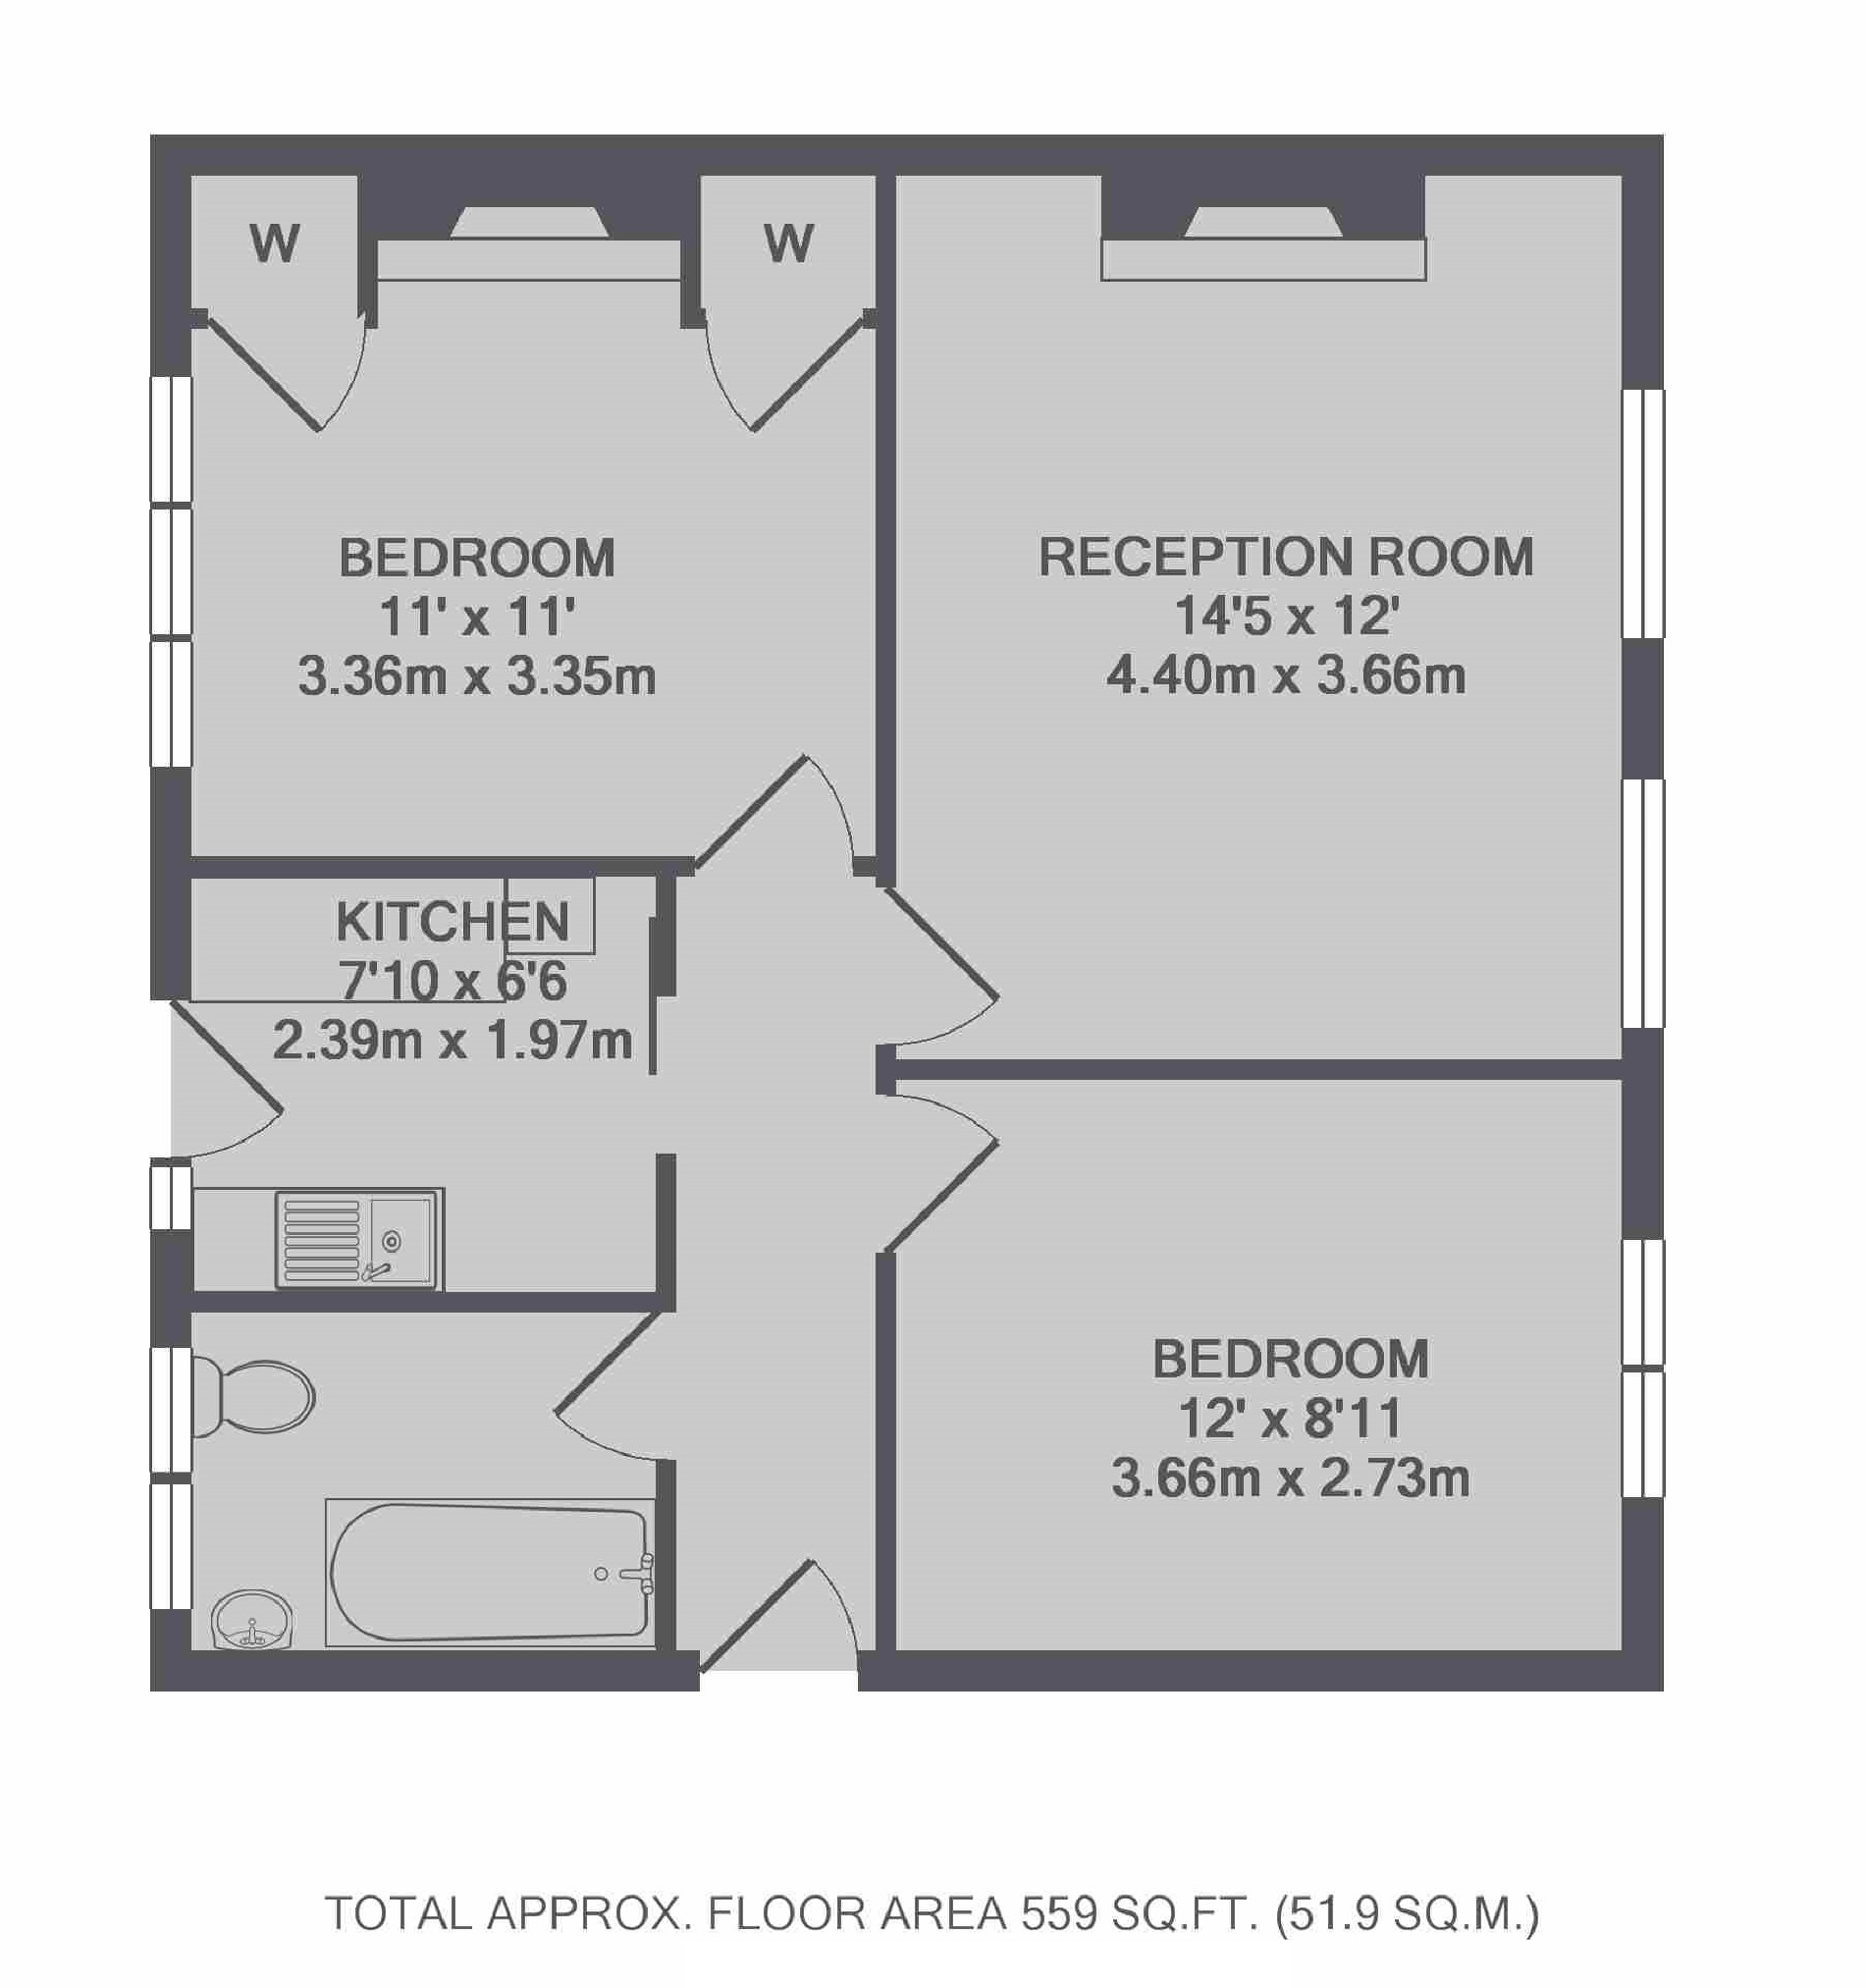 W
W
BEDROOM
11' x 11'
3.36m x 3.35m
RECEPTION ROOM
14'5 x 12'
4.40m x 3.66m
KITCHEN
7'10 x 6'6
2.39m x 1.97m
BEDROOM
12' x 8'11
3.66m x 2.73m
TOTAL APPROX. FLOOR AREA 559 SQ.FT. (51.9 SQ.M.)